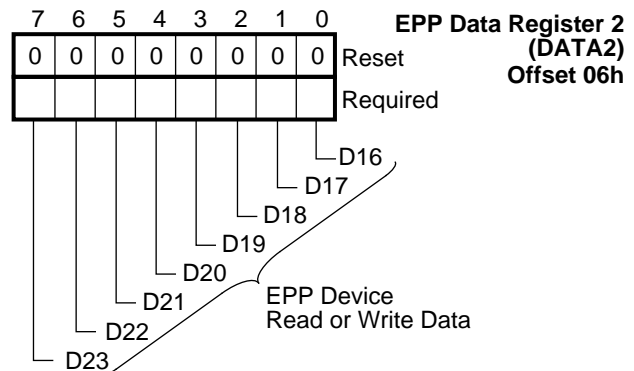 7 6 5 4 3 2 1 0
EPP Data Register 2
(DATA2)
Offset 06h
0 0 0 0 0 0 0 0 Reset
Required
D16
D17
D18
D19
D20
D21
D22
D23
EPP Device
Read or Write Data